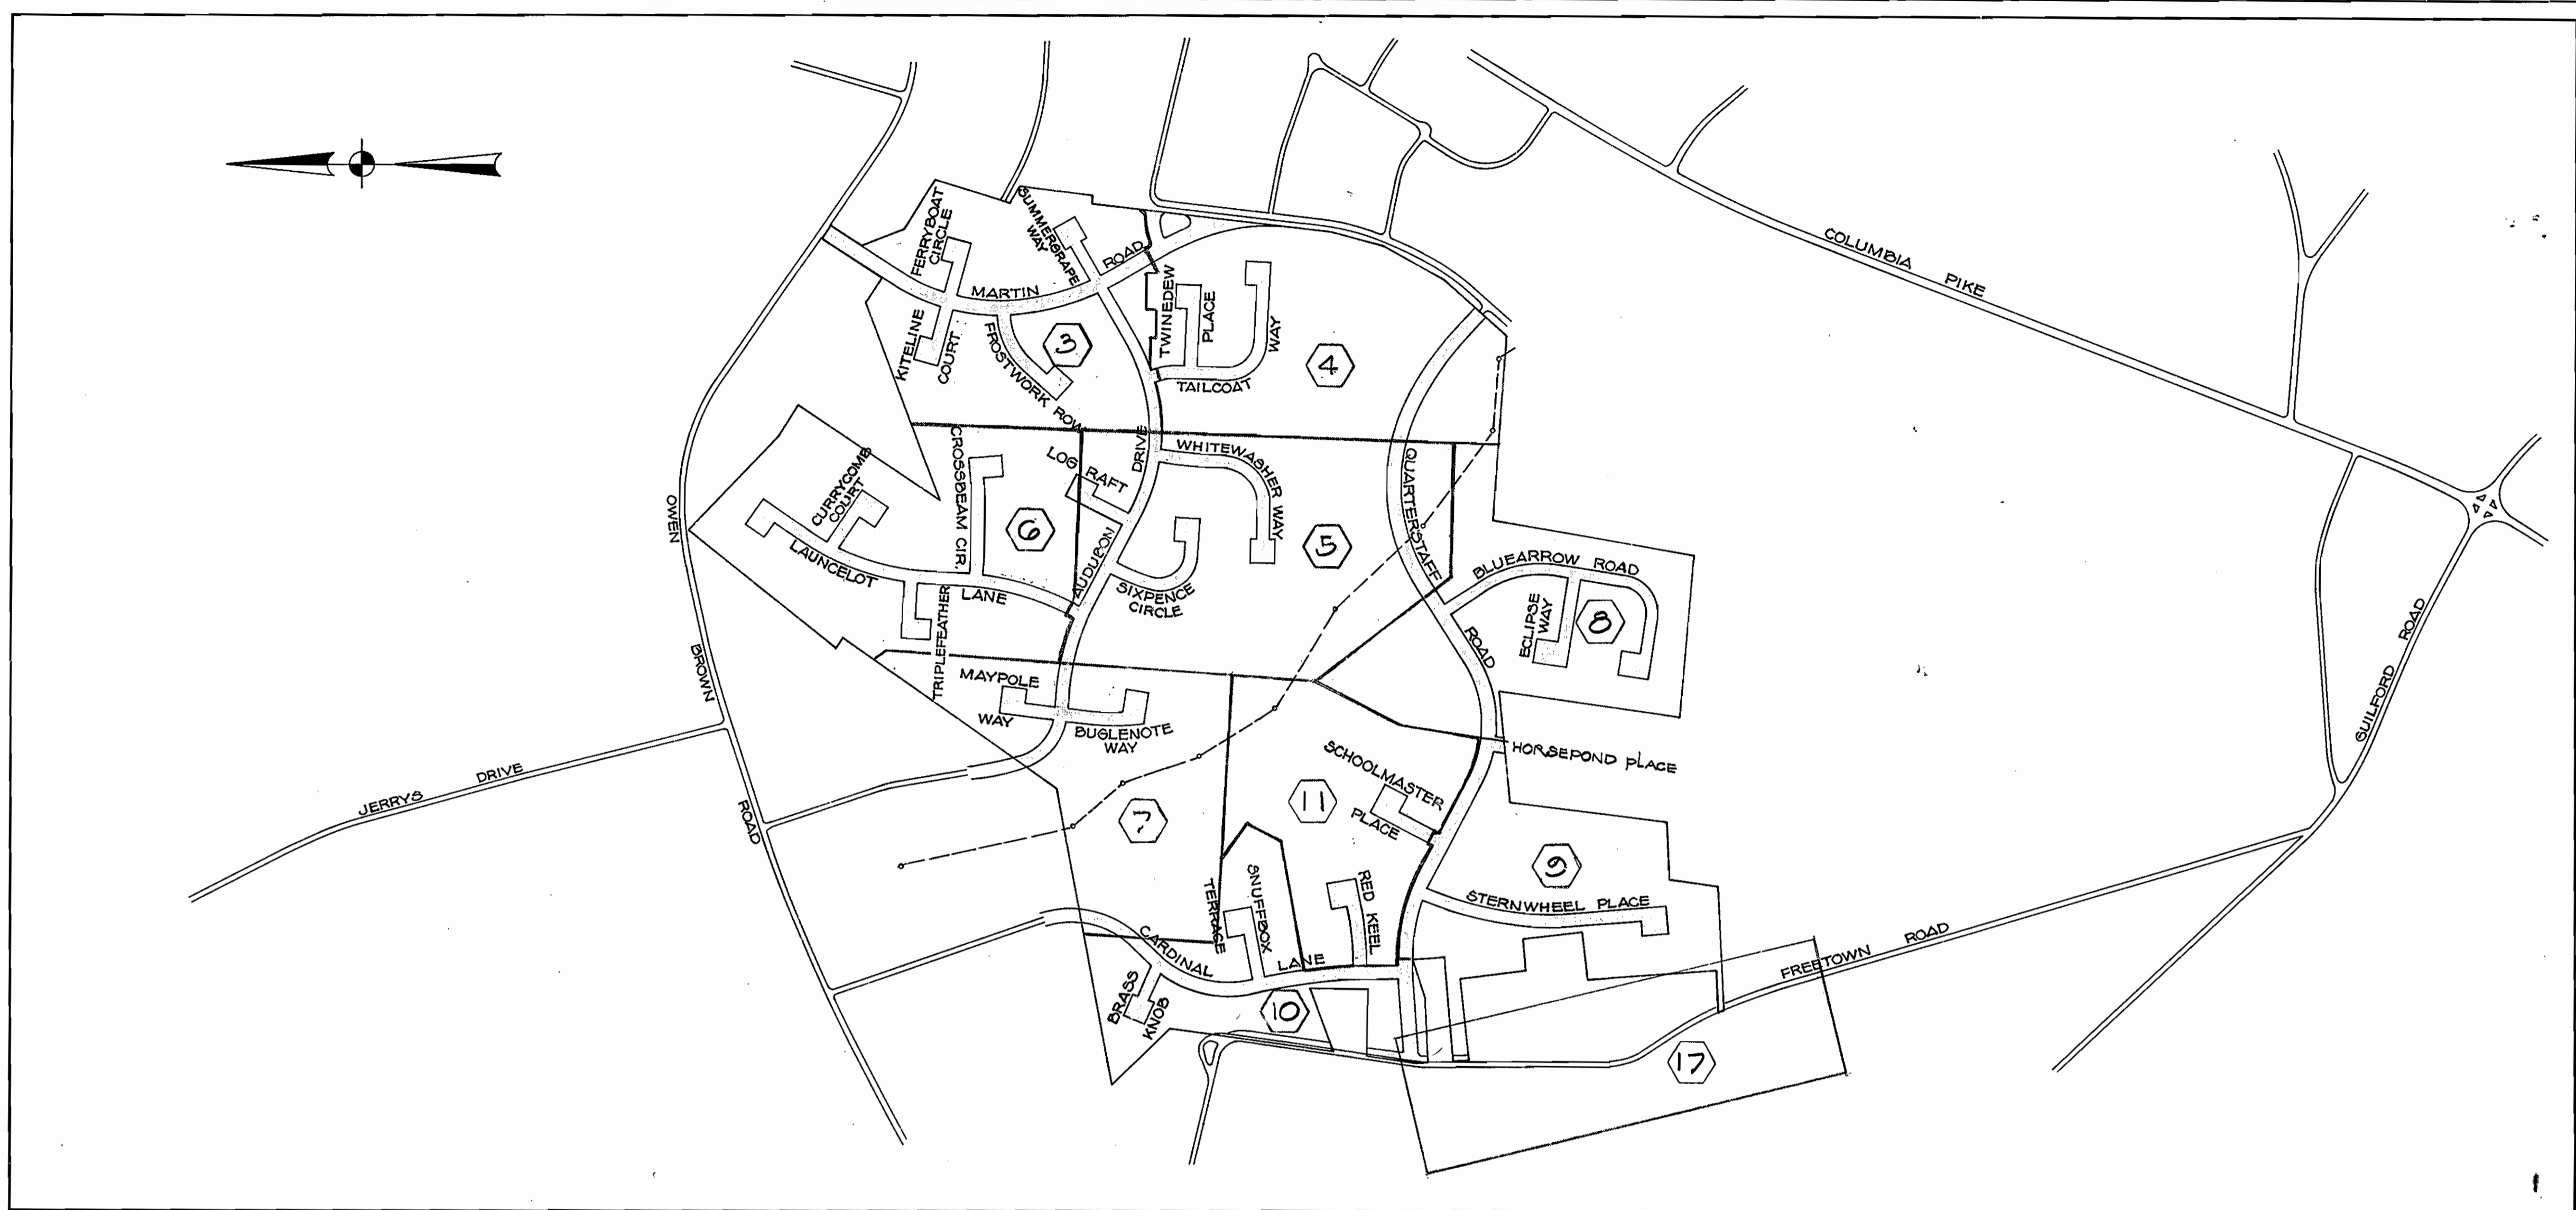 FERRYBOAT
CIRCLE
SUMMERGRAPE
WAY
ROAD
MARTIN
KITELINE
COURT
FROSTWORK ROW
3
TWINEDEW
PLACE
WAY
TAILCOAT
4
COLUMBIA PIKE
CURRYCOMB
COURT
LAUNCELOT
LANE
CROSSBEAM CIR.
6
LOG RAFT
DRIVE
AUDUBON
WHITEWASHER WAY
SIXPENCE
CIRCLE
5
QUARTERSTAFF
ROAD
BLUEARROW ROAD
ECLIPSE
WAY
8
OWEN
BROWN
ROAD
TRIPLEFEATHER
MAYPOLE
WAY
BUGLENOTE
WAY
JERRYS DRIVE
7
11
SCHOOLMASTER
PLACE
HORSEPOND PLACE
GUILFORD ROAD
TERRACE
SNUFFBOX
RED KEEL
9
STERNWHEEL PLACE
CARDINAL
LANE
BRASS
KNOB
10
FREETOWN ROAD
17